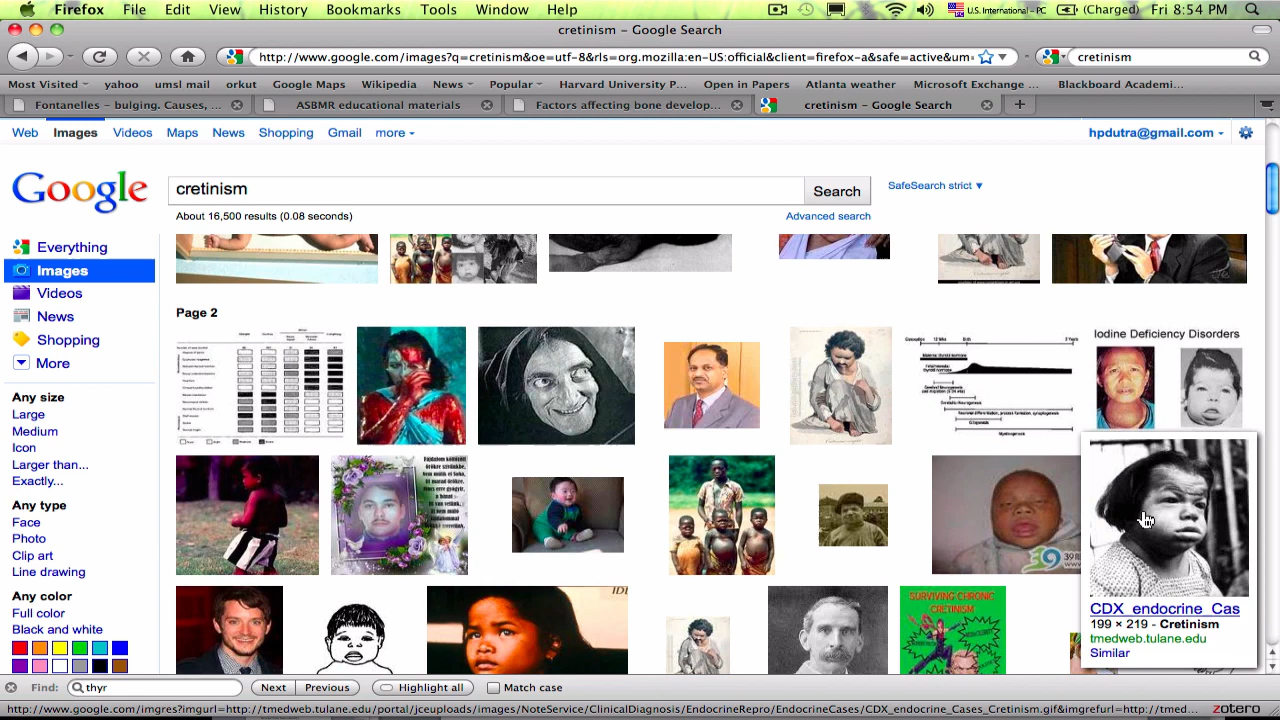 Firefox File Edit View History Bookmarks Tools Window Help
U.S. International - PC (Charged) Fri 8:54 PM
cretinism - Google Search
http://www.google.com/images?q=cretinism&oe=utf-8&rls=org.mozilla:en-US:official&client=firefox-a&safe=active&um=
cretinism
Most Visited yahoo umsl mail orkut Google Maps Wikipedia News Popular Harvard University P... Open in Papers Atlanta weather Microsoft Exchange ... Blackboard Academi...
Fontanelles – bulging. Causes, ... ASBMR educational materials Factors affecting bone develop... cretinism – Google Search
Web Images Videos Maps News Shopping Gmail more hpdutra@gmail.com
Google
cretinism
Search
SafeSearch strict ▼
About 16,500 results (0.08 seconds)
Advanced search
Everything
Images
Videos
News
Shopping
More
Any size
Large
Medium
Icon
Larger than...
Exactly...
Any type
Face
Photo
Clip art
Line drawing
Any color
Full color
Black and white
Page 2
Iodine Deficiency Disorders
39
SURVIVING CHRONIC
CRETINISM
CDX_endocrine_Cas
199 × 219 - Cretinism
tmedweb.tulane.edu
Similar
Find: thyr Next Previous Highlight all Match case
http://www.google.com/imgres?imgurl=http://tmedweb.tulane.edu/portal/jceuploads/images/NoteService/ClinicalDiagnosis/EndocrineRepro/EndocrineCases/CDX_endocrine_Cases_Cretinism.gif&imgrefurl=http://tmed...
zotero